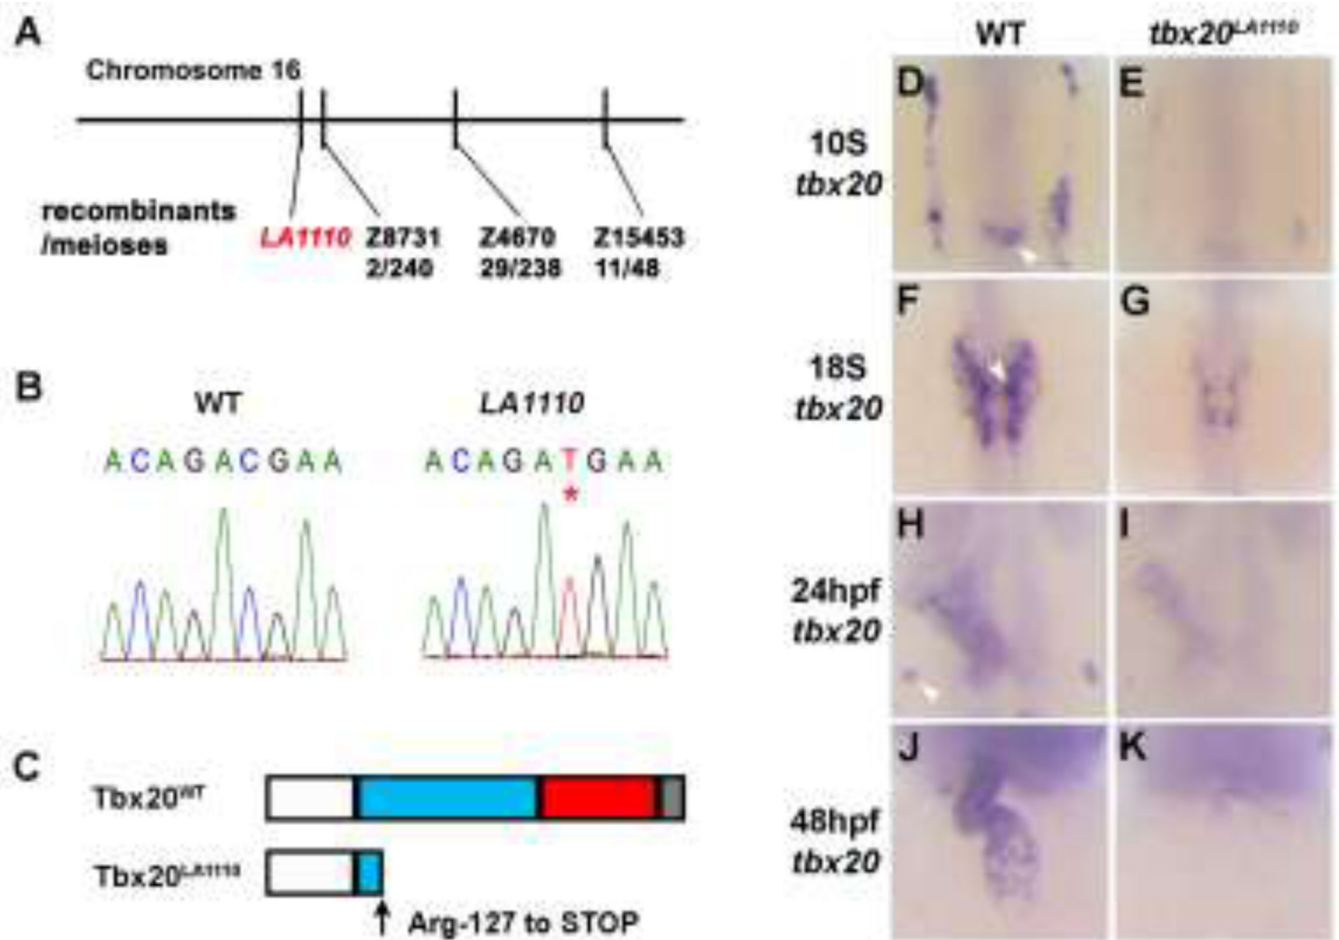 A
Chromosome 16
recombinants
/meioses
LA1110 Z8731 Z4670 Z15453
2/240 29/238 11/48
B
WT LA1110
ACAGACGAA ACAGATGAA
*
C
Tbx20WT
Tbx20LA1110
Arg-127 to STOP
WT tbx20LA1110
D E
10S
tbx20
F G
18S
tbx20
H I
24hpf
tbx20
J K
48hpf
tbx20